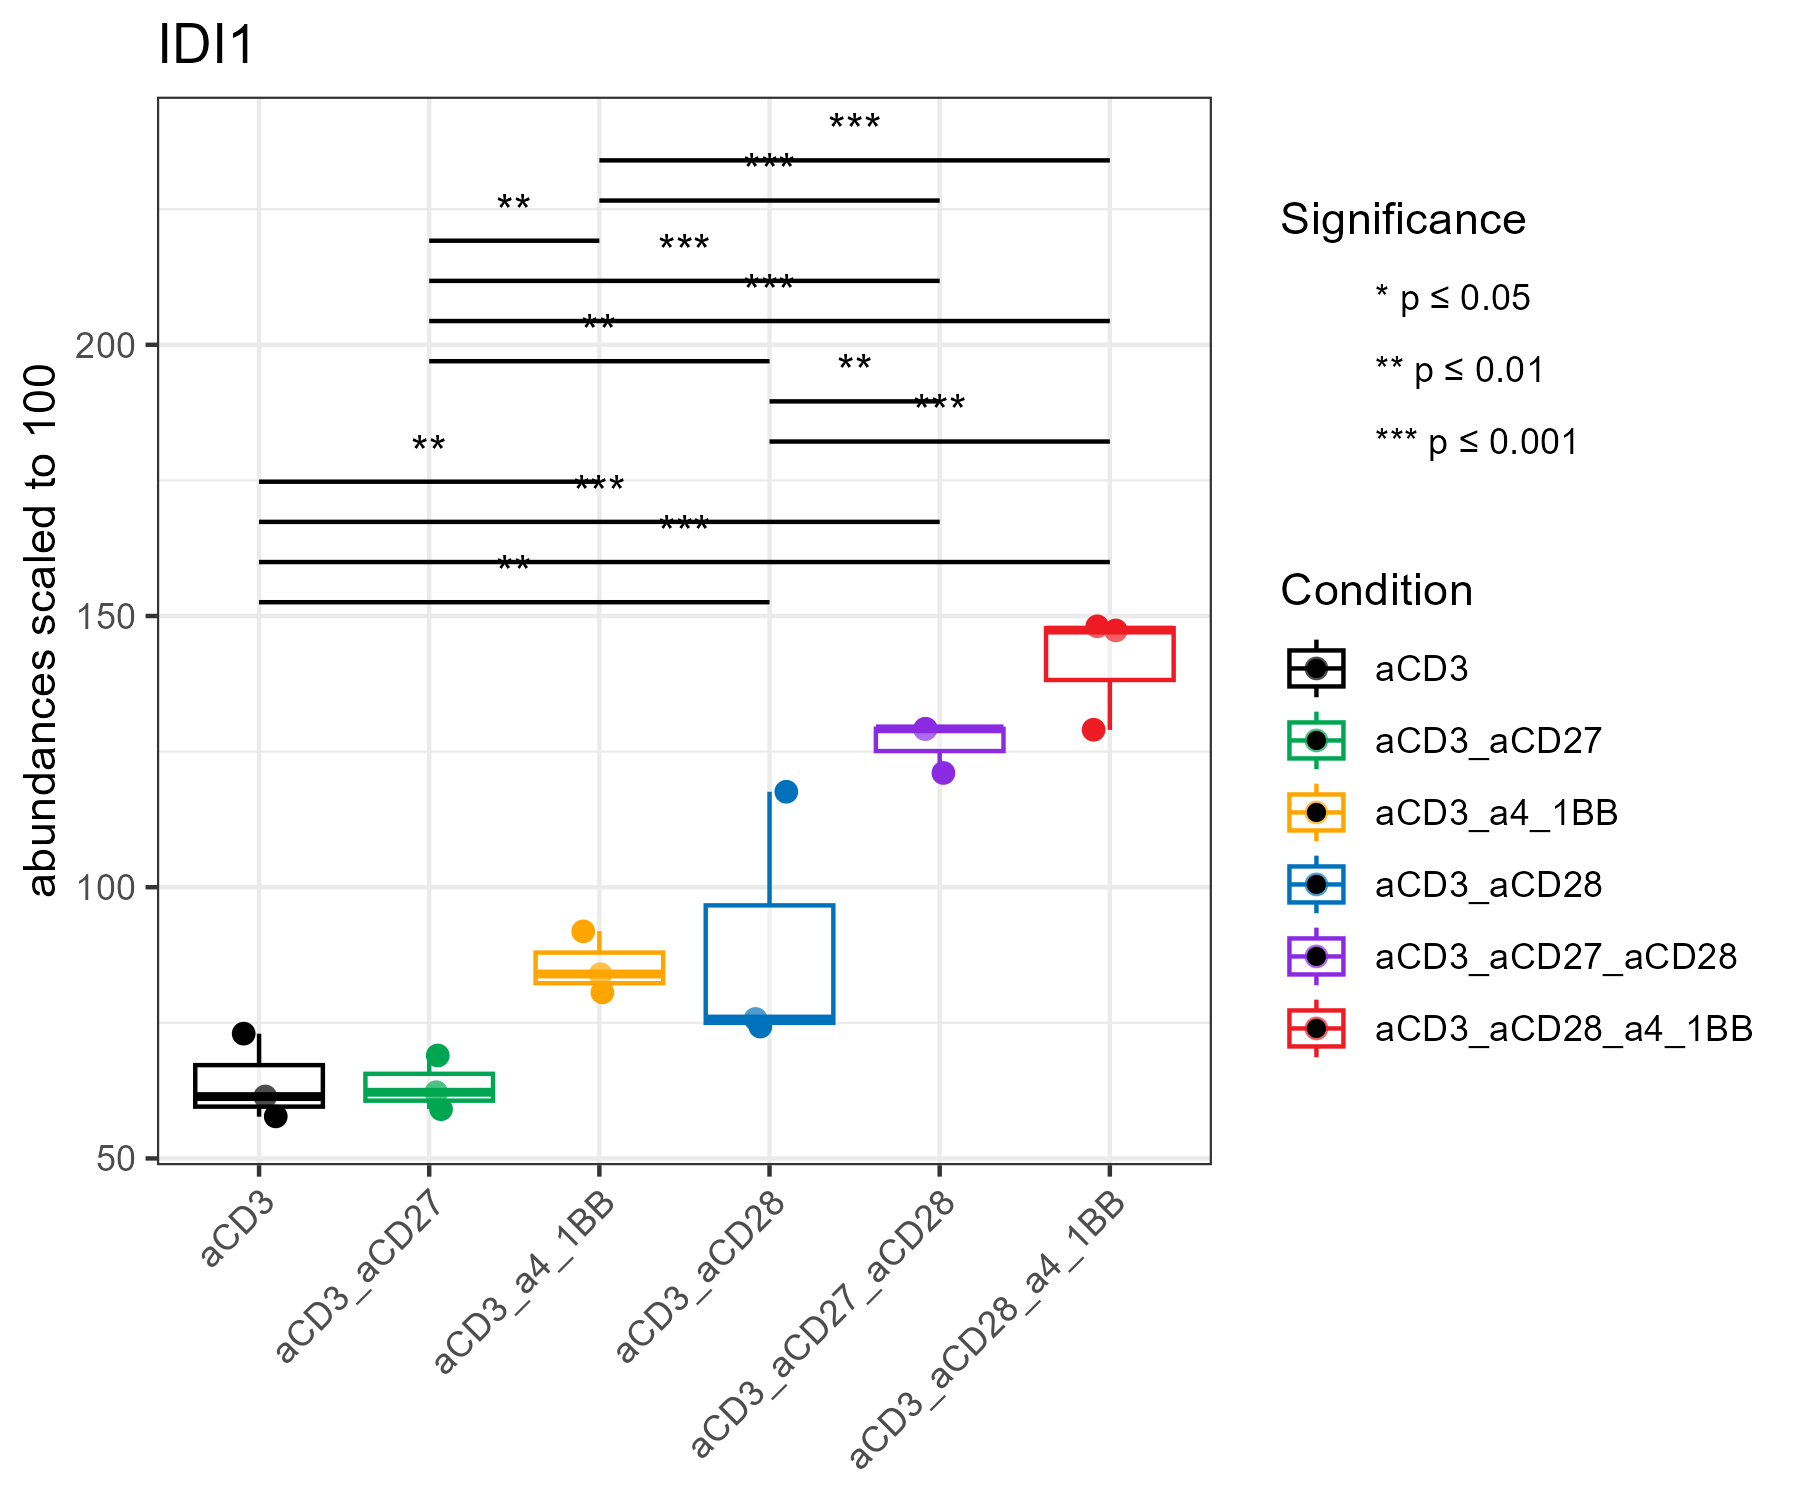 IDI1
***
***
**
***
***
**
**
***
**
***
***
**
abundances scaled to 100
200
150
100
50
aCD3
aCD3_aCD27
aCD3_a4_1BB
aCD3_aCD28
aCD3_aCD27_aCD28
aCD3_aCD28_a4_1BB
Significance
* p ≤ 0.05
** p ≤ 0.01
*** p ≤ 0.001
Condition
aCD3
aCD3_aCD27
aCD3_a4_1BB
aCD3_aCD28
aCD3_aCD27_aCD28
aCD3_aCD28_a4_1BB